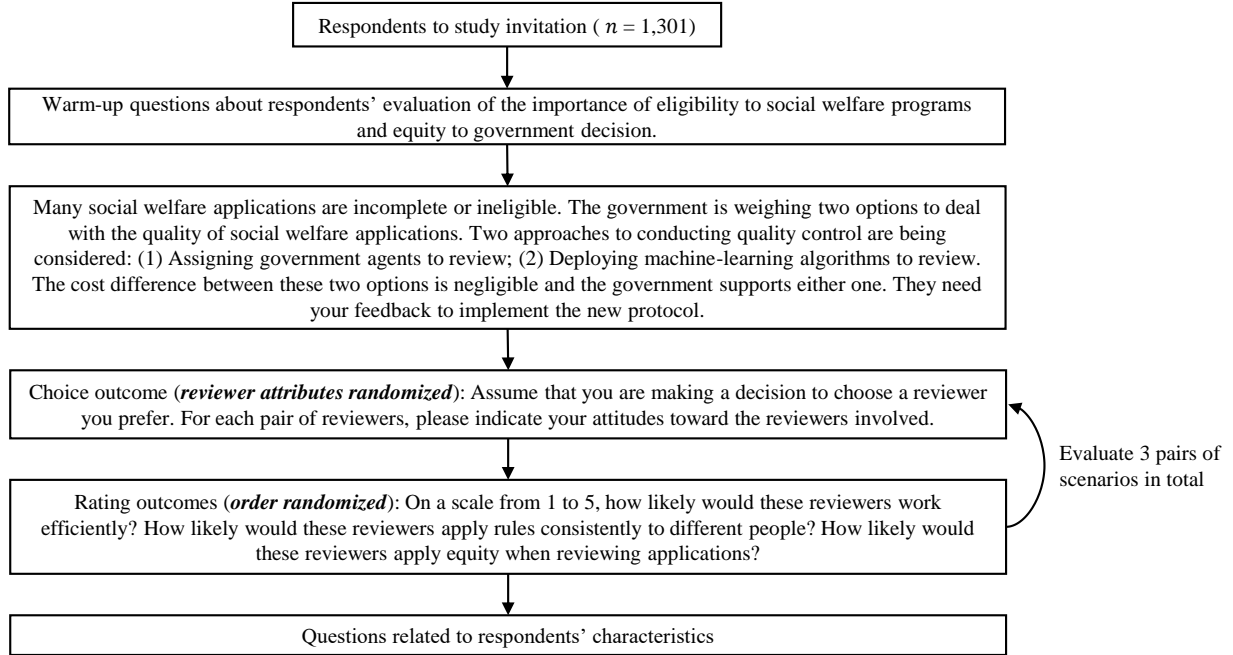 Respondents to study invitation ( n = 1,301)
Warm-up questions about respondents’ evaluation of the importance of eligibility to social welfare programs
and equity to government decision.
Many social welfare applications are incomplete or ineligible. The government is weighing two options to deal
with the quality of social welfare applications. Two approaches to conducting quality control are being
considered: (1) Assigning government agents to review; (2) Deploying machine-learning algorithms to review.
The cost difference between these two options is negligible and the government supports either one. They need
your feedback to implement the new protocol.
Choice outcome (reviewer attributes randomized): Assume that you are making a decision to choose a reviewer
you prefer. For each pair of reviewers, please indicate your attitudes toward the reviewers involved.
Evaluate 3 pairs of
scenarios in total
Rating outcomes (order randomized): On a scale from 1 to 5, how likely would these reviewers work
efficiently? How likely would these reviewers apply rules consistently to different people? How likely would
these reviewers apply equity when reviewing applications?
Questions related to respondents’ characteristics